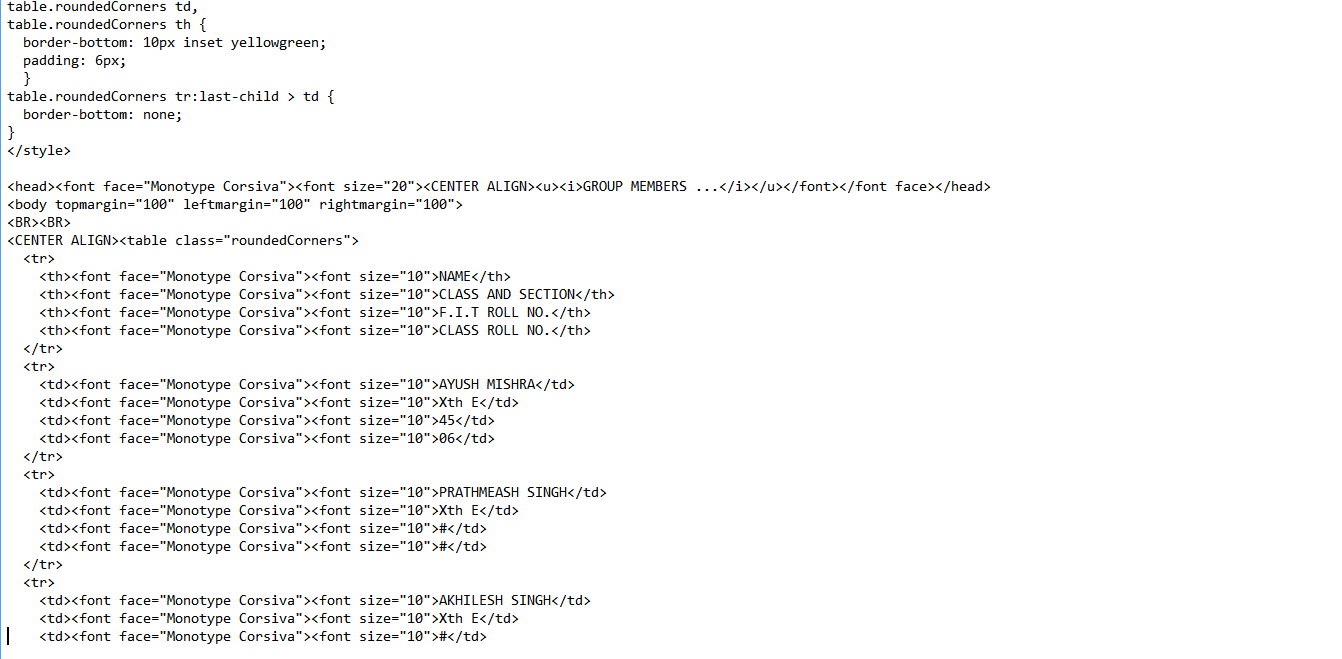 table.roundedCorners td,
table.roundedCorners th {
  border-bottom: 10px inset yellowgreen;
  padding: 6px;
  }
table.roundedCorners tr:last-child > td {
  border-bottom: none;
}
</style>

<head><font face="Monotype Corsiva"><font size="20"><CENTER ALIGN><u><i>GROUP MEMBERS ...</i></u></font></font face></head>
<body topmargin="100" leftmargin="100" rightmargin="100">
<BR><BR>
<CENTER ALIGN><table class="roundedCorners">
  <tr>
    <th><font face="Monotype Corsiva"><font size="10">NAME</th>
    <th><font face="Monotype Corsiva"><font size="10">CLASS AND SECTION</th>
    <th><font face="Monotype Corsiva"><font size="10">F.I.T ROLL NO.</th>
    <th><font face="Monotype Corsiva"><font size="10">CLASS ROLL NO.</th>
  </tr>
  <tr>
    <td><font face="Monotype Corsiva"><font size="10">AYUSH MISHRA</td>
    <td><font face="Monotype Corsiva"><font size="10">Xth E</td>
    <td><font face="Monotype Corsiva"><font size="10">45</td>
    <td><font face="Monotype Corsiva"><font size="10">06</td>
  </tr>
  <tr>
    <td><font face="Monotype Corsiva"><font size="10">PRATHMEASH SINGH</td>
    <td><font face="Monotype Corsiva"><font size="10">Xth E</td>
    <td><font face="Monotype Corsiva"><font size="10">#</td>
    <td><font face="Monotype Corsiva"><font size="10">#</td>
  </tr>
  <tr>
    <td><font face="Monotype Corsiva"><font size="10">AKHILESH SINGH</td>
    <td><font face="Monotype Corsiva"><font size="10">Xth E</td>
    <td><font face="Monotype Corsiva"><font size="10">#</td>